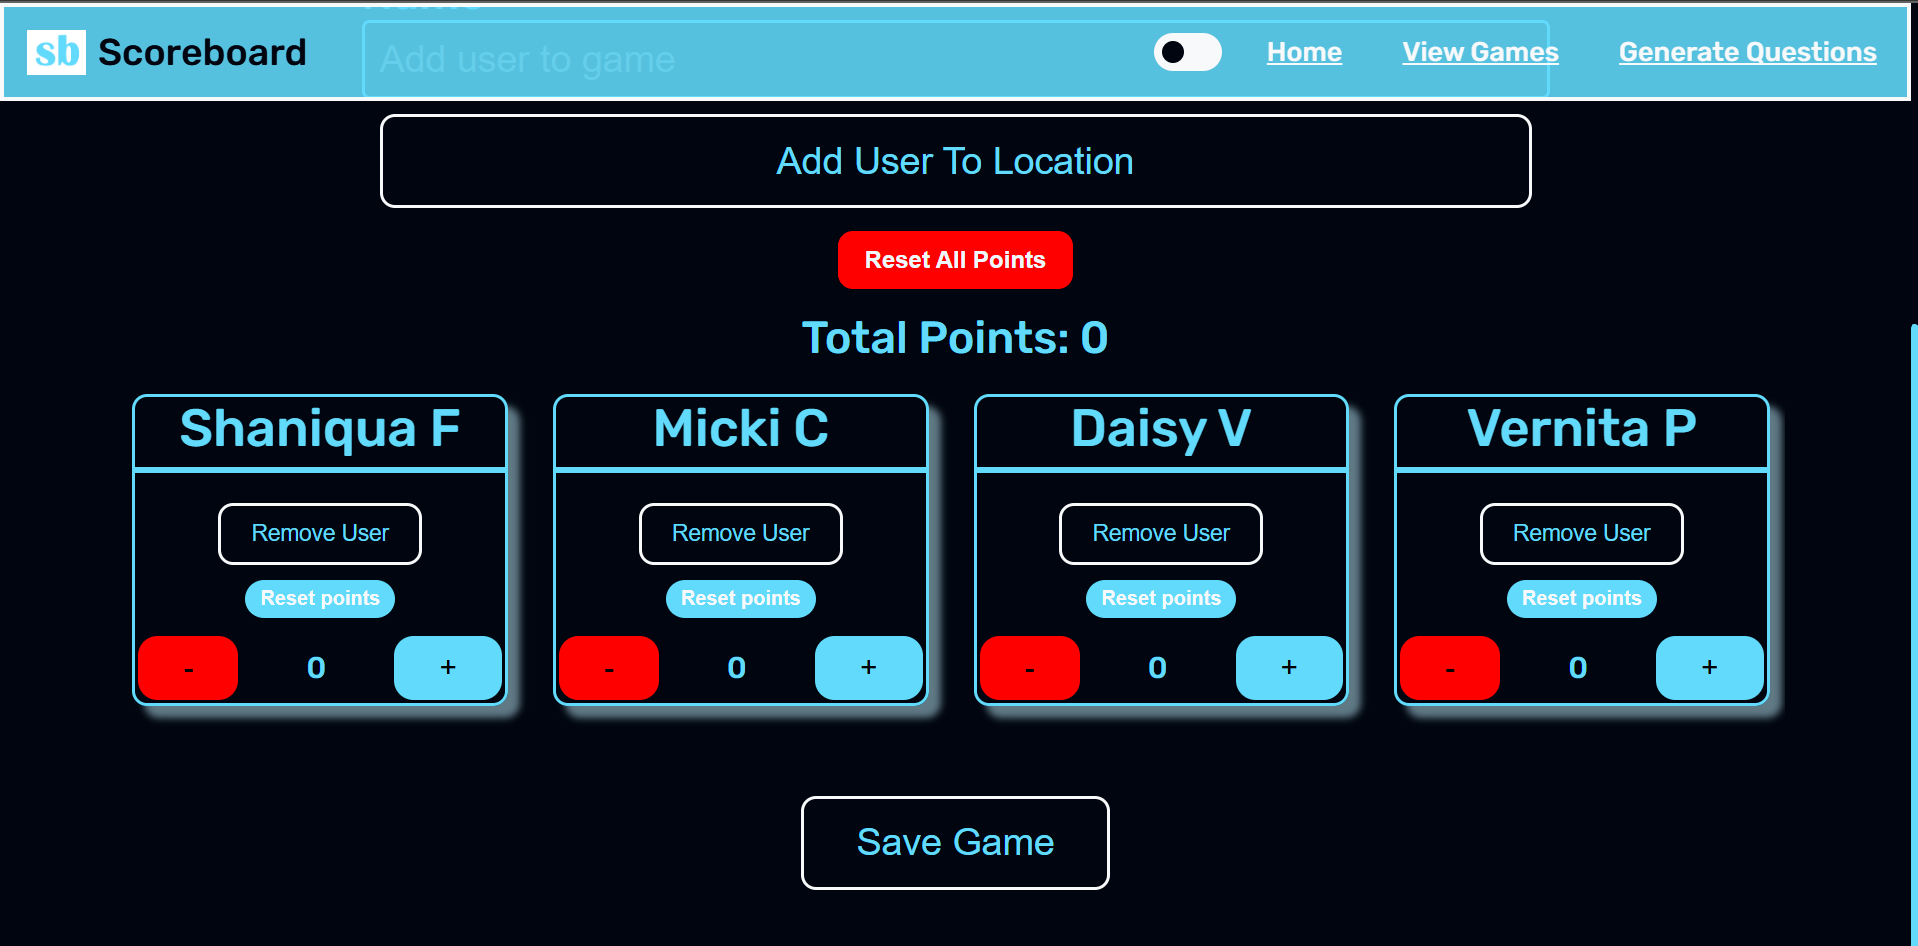 sb Scoreboard
Add user to game
Home View Games Generate Questions
Add User To Location
Reset All Points
Total Points: 0
Shaniqua F
Remove User
Reset points
- 0 +
Micki C
Remove User
Reset points
- 0 +
Daisy V
Remove User
Reset points
- 0 +
Vernita P
Remove User
Reset points
- 0 +
Save Game